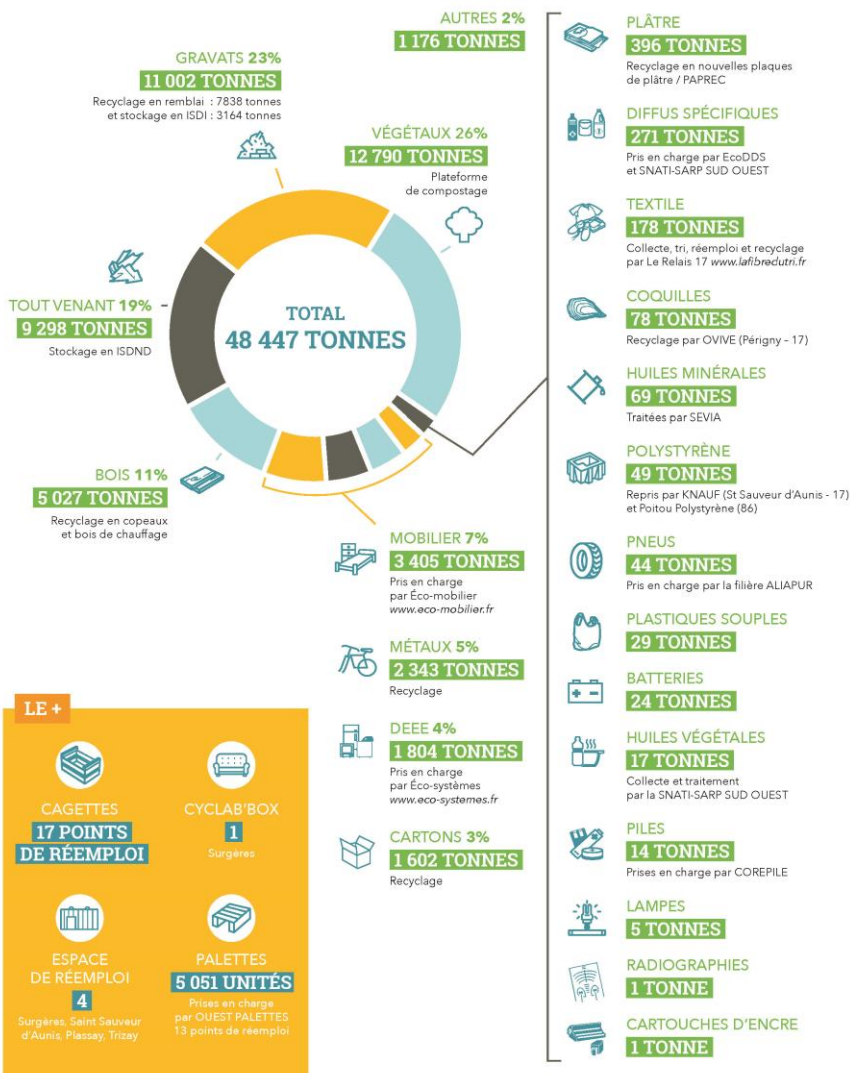 AUTRES 2%
1 176 TONNES
GRAVATS 23%
11 002 TONNES
Recyclage en remblai : 7838 tonnes
et stockage en ISDI : 3164 tonnes
VÉGÉTAUX 26%
12 790 TONNES
Plateforme
de compostage
TOUT VENANT 19%
9 298 TONNES
Stockage en ISDND
TOTAL
48 447 TONNES
BOIS 11%
5 027 TONNES
Recyclage en copeaux
et bois de chauffage
MOBILIER 7%
3 405 TONNES
Pris en charge
par Éco-mobilier
www.eco-mobilier.fr
MÉTAUX 5%
2 343 TONNES
Recyclage
DEEE 4%
1 804 TONNES
Pris en charge
par Éco-systèmes
www.eco-systemes.fr
CARTONS 3%
1 602 TONNES
Recyclage
PLÂTRE
396 TONNES
Recyclage en nouvelles plaques
de plâtre / PAPREC
DIFFUS SPÉCIFIQUES
271 TONNES
Pris en charge par EcoDDS
et SNATI-SARP SUD OUEST
TEXTILE
178 TONNES
Collecte, tri, réemploi et recyclage
par Le Relais 17 www.lafibredutri.fr
COQUILLES
78 TONNES
Recyclage par OVIVE (Périgny - 17)
HUILES MINÉRALES
69 TONNES
Traitées par SEVIA
POLYSTYRÈNE
49 TONNES
Repris par KNAUF (St Sauveur d'Aunis - 17)
et Poitou Polystyrène (86)
PNEUS
44 TONNES
Pris en charge par la filière ALIAPUR
PLASTIQUES SOUPLES
29 TONNES
BATTERIES
24 TONNES
HUILES VÉGÉTALES
17 TONNES
Collecte et traitement
par la SNATI-SARP SUD OUEST
PILES
14 TONNES
Prises en charge par COREPILE
LAMPES
5 TONNES
RADIOGRAPHIES
1 TONNE
CARTOUCHES D'ENCRE
1 TONNE
LE +
CAGETTES
17 POINTS
DE RÉEMPLOI
CYCLAB'BOX
1
Surgères
ESPACE
DE RÉEMPLOI
4
Surgères, Saint Sauveur
d'Aunis, Plassay, Trizay
PALETTES
5 051 UNITÉS
Prises en charge
par OUEST PALETTES
13 points de réemploi